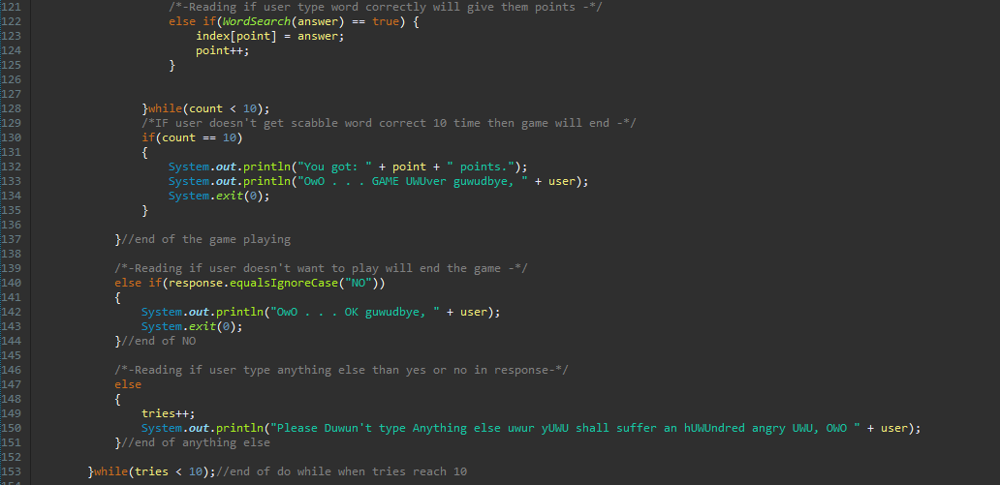 121 /*-Reading if user type word correctly will give them points -*/
122 else if(WordSearch(answer) == true) {
123 index[point] = answer;
124 point++;
125 }
126
127
128 }while(count < 10);
129 /*IF user doesn't get scabble word correct 10 time then game will end -*/
130 if(count == 10)
131 {
132 System.out.println("You got: " + point + " points.");
133 System.out.println("OwO . . . GAME UWUver guwudbye, " + user);
134 System.exit(0);
135 }
136
137 }//end of the game playing
138
139 /*-Reading if user doesn't want to play will end the game -*/
140 else if(response.equalsIgnoreCase("NO"))
141 {
142 System.out.println("OwO . . . OK guwudbye, " + user);
143 System.exit(0);
144 }//end of NO
145
146 /*-Reading if user type anything else than yes or no in response-*/
147 else
148 {
149 tries++;
150 System.out.println("Please Duwun't type Anything else uwur yUWU shall suffer an hUWUndred angry UWU, OWO " + user);
151 }//end of anything else
152
153 }while(tries < 10);//end of do while when tries reach 10